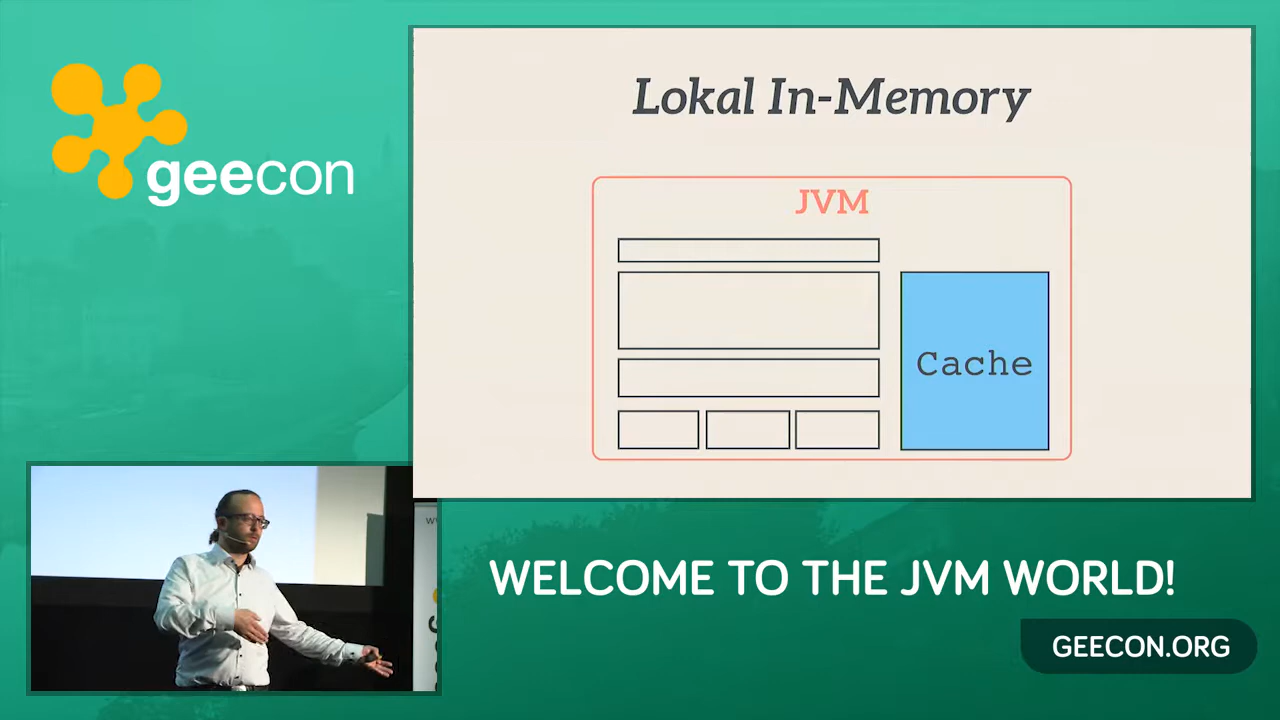 geecon
Lokal In-Memory
JVM
Cache
WELCOME TO THE JVM WORLD!
GEECON.ORG